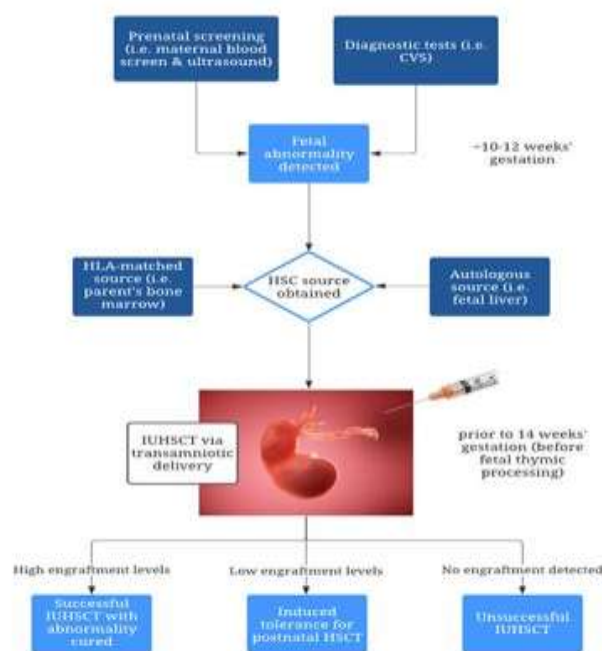 Prenatal screening
(i.e. maternal blood
screen & ultrasound)
Diagnostic tests (i.e.
CVS)
Fetal
abnormality
detected
~10-12 weeks'
gestation
HLA-matched
source (i.e.
parent's bone
marrow)
HSC source
obtained
Autologous
source (i.e.
fetal liver)
IUHSCT via
transamniotic
delivery
prior to 14 weeks'
gestation (before
fetal thymic
processing)
High engraftment levels
Low engraftment levels
No engraftment detected
Successful
IUHSCT with
abnormality
cured
Induced
tolerance for
postnatal HSCT
Unsuccessful
IUHSCT